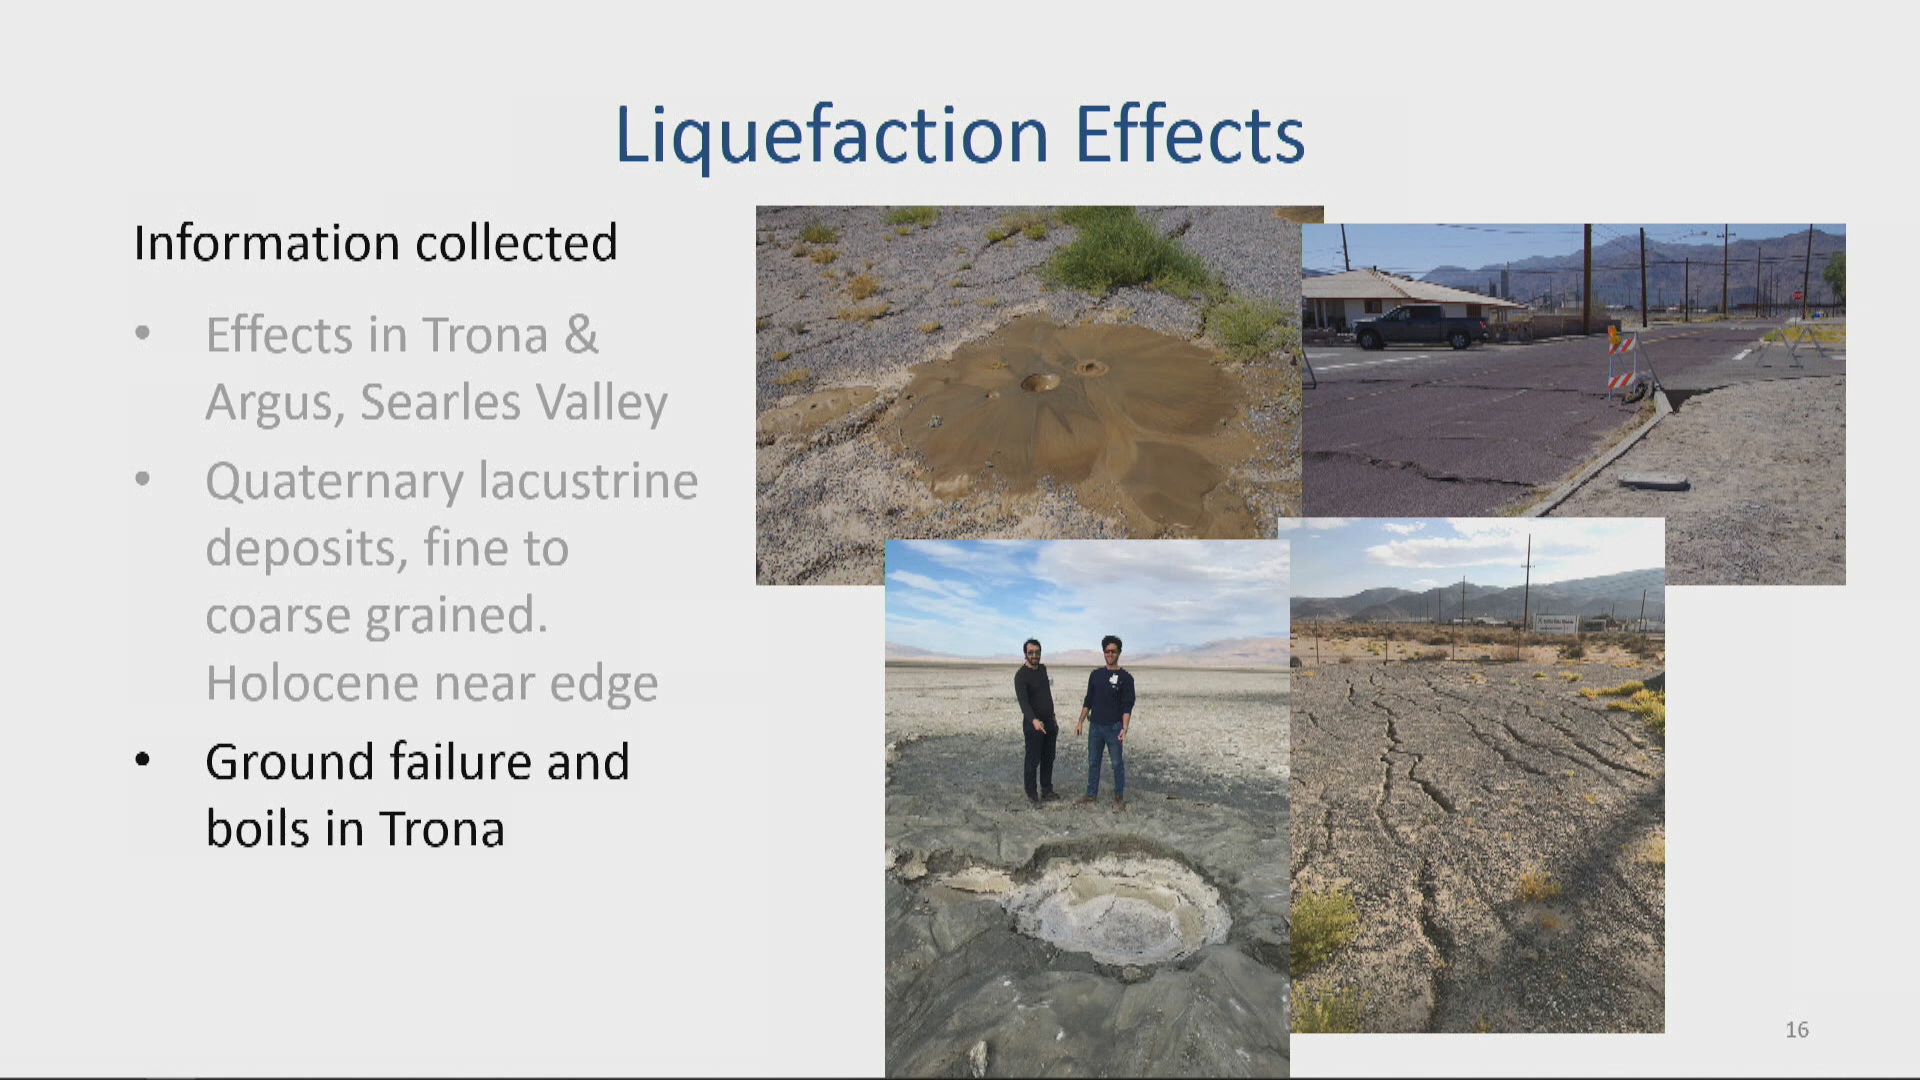 Liquefaction Effects
Information collected
• Effects in Trona &
Argus, Searles Valley
• Quaternary lacustrine
deposits, fine to
coarse grained.
Holocene near edge
• Ground failure and
boils in Trona
16